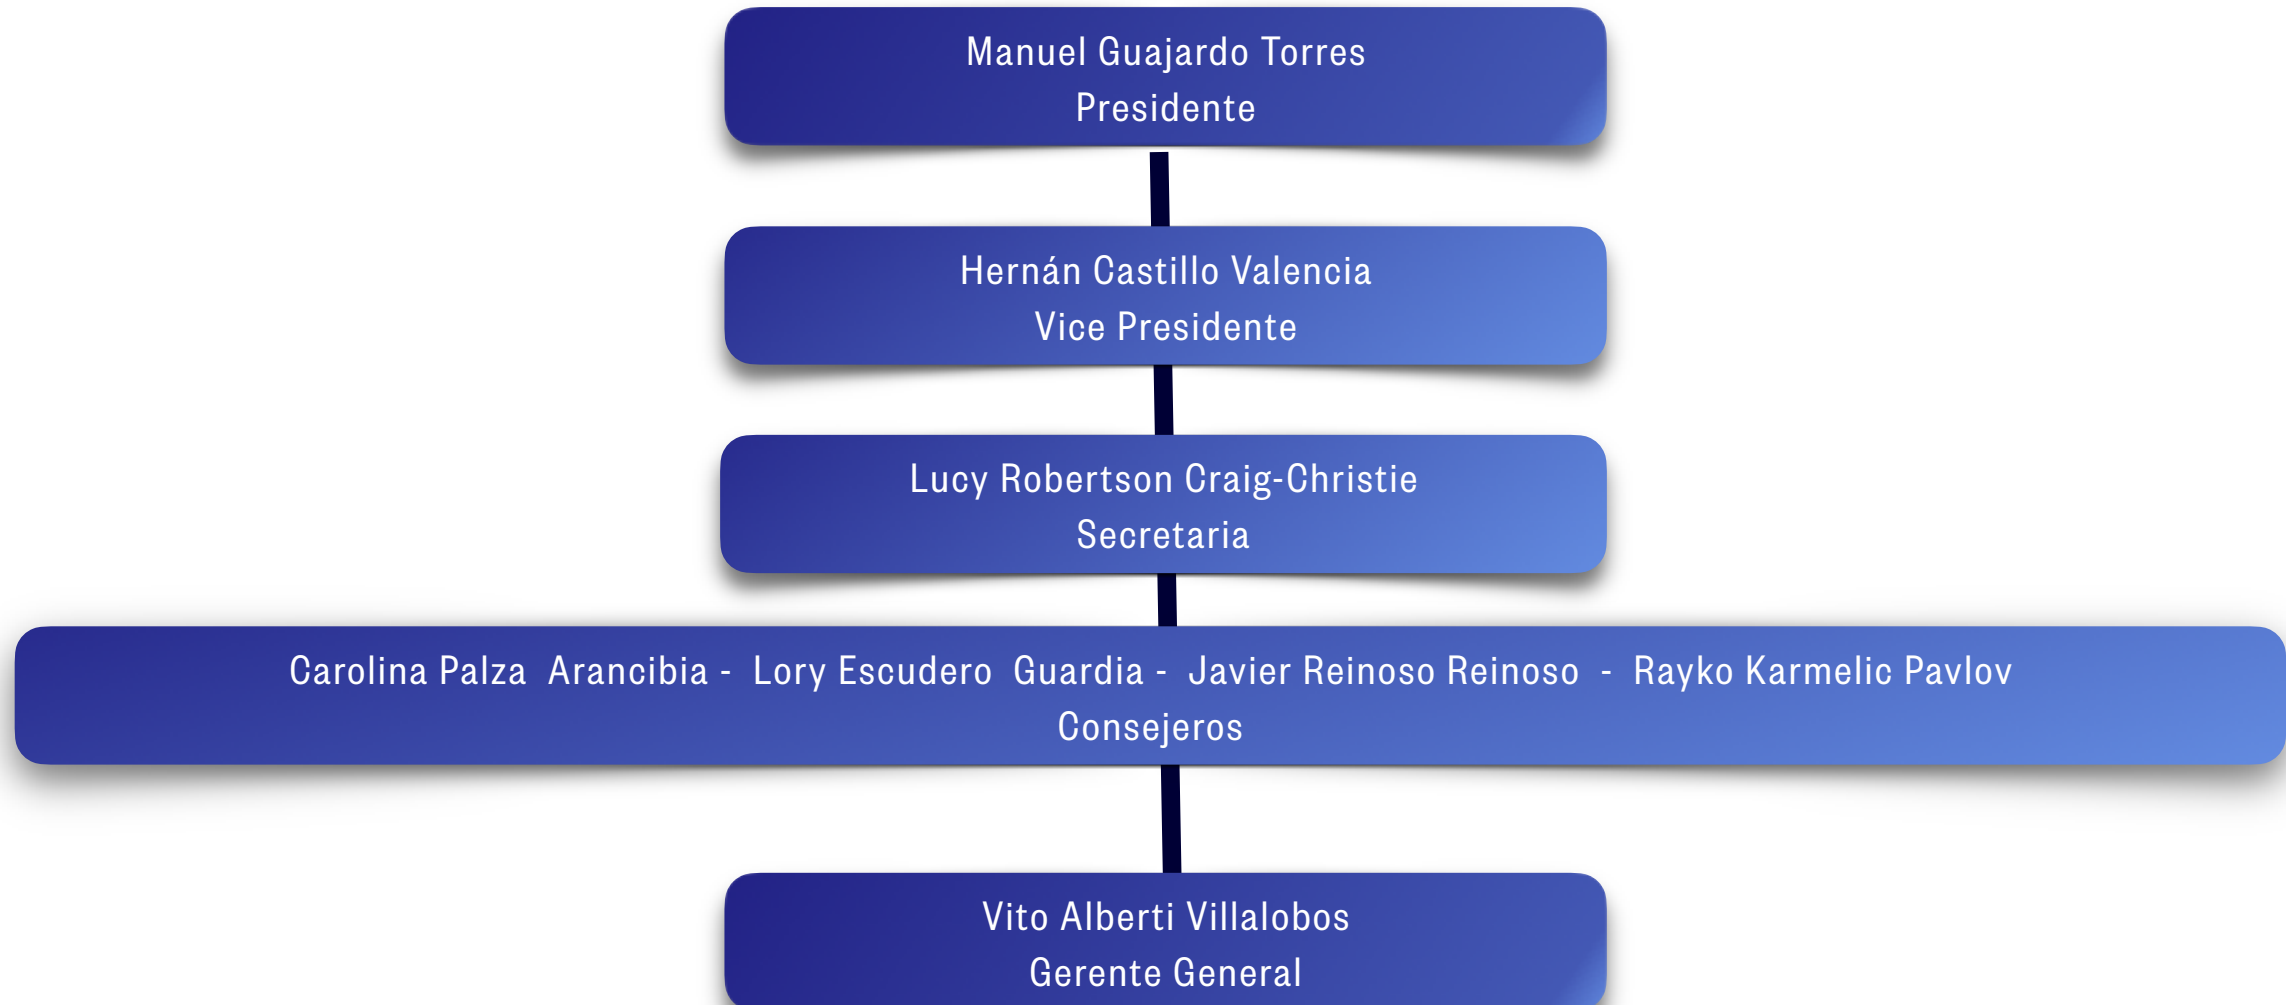 Manuel Guajardo Torres
Presidente
Hernán Castillo Valencia
Vice Presidente
Lucy Robertson Craig-Christie
Secretaria
Carolina Palza  Arancibia -  Lory Escudero  Guardia -  Javier Reinoso Reinoso  -  Rayko Karmelic Pavlov
Consejeros
Vito Alberti Villalobos
Gerente General